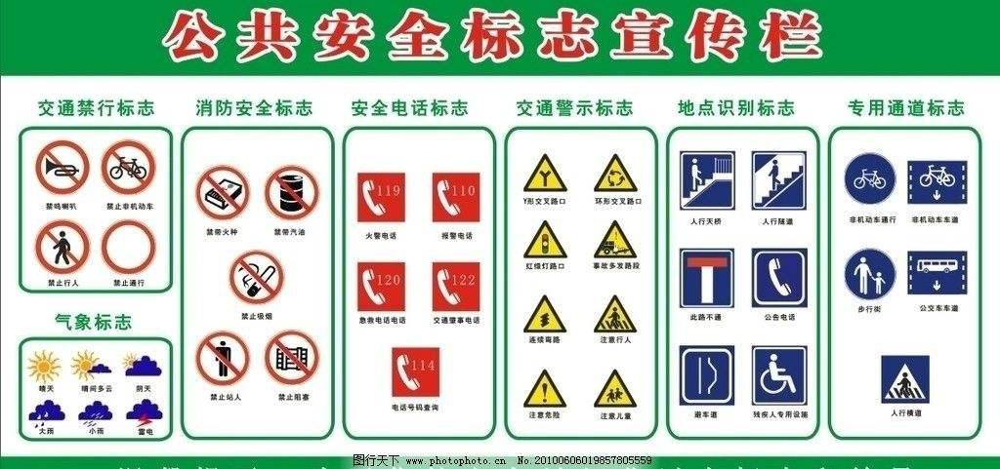 公共安全标志宣传栏
交通禁行标志
禁鸣喇叭
禁止非机动车
禁止行人
禁止通行
气象标志
晴天
晴间多云
阴天
大雨
小雨
雷电
消防安全标志
禁带火种
禁带汽油
禁止吸烟
禁止站人
禁止阻塞
安全电话标志
119
火警电话
110
报警电话
120
急救电话电话
122
交通肇事电话
114
电话号码查询
交通警示标志
Y形交叉路口
环形交叉路口
红绿灯路口
事故多发路段
连续弯路
注意行人
注意危险
注意儿童
地点识别标志
人行天桥
人行隧道
此路不通
公告电话
避车道
残疾人专用设施
专用通道标志
非机动车通行
非机动车车道
步行街
公交车车道
人行横道
图行天下 www.photophoto.cn No.20100606019857805559